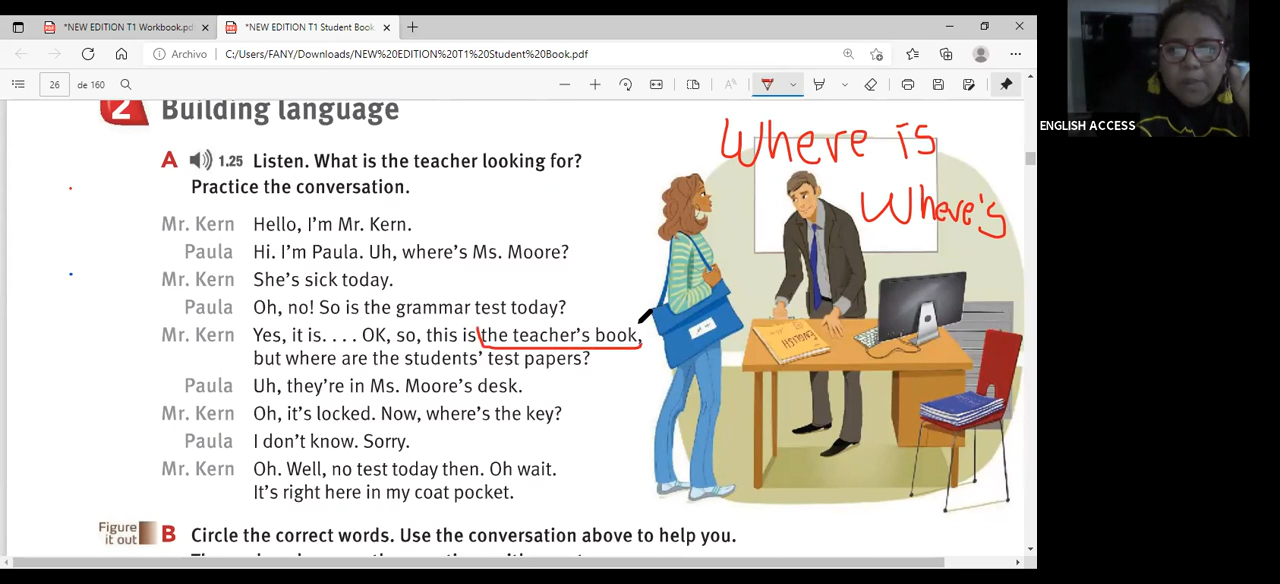 *NEW EDITION T1 Workbook.pd
*NEW EDITION T1 Student Book.
Archivo
C:/Users/FANY/Downloads/NEW%20EDITION%20T1%20Student%20Book.pdf
26 de 160
ENGLISH ACCESS
2 Building language
A 1.25 Listen. What is the teacher looking for?
Practice the conversation.
Mr. Kern Hello, I'm Mr. Kern.
Paula Hi. I'm Paula. Uh, where's Ms. Moore?
Mr. Kern She's sick today.
Paula Oh, no! So is the grammar test today?
Mr. Kern Yes, it is. . . . OK, so, this is the teacher's book,
but where are the students' test papers?
Paula Uh, they're in Ms. Moore's desk.
Mr. Kern Oh, it's locked. Now, where's the key?
Paula I don't know. Sorry.
Mr. Kern Oh. Well, no test today then. Oh wait.
It's right here in my coat pocket.
Where is
Where's
ENGLISH
Figure
it out
B Circle the correct words. Use the conversation above to help you.